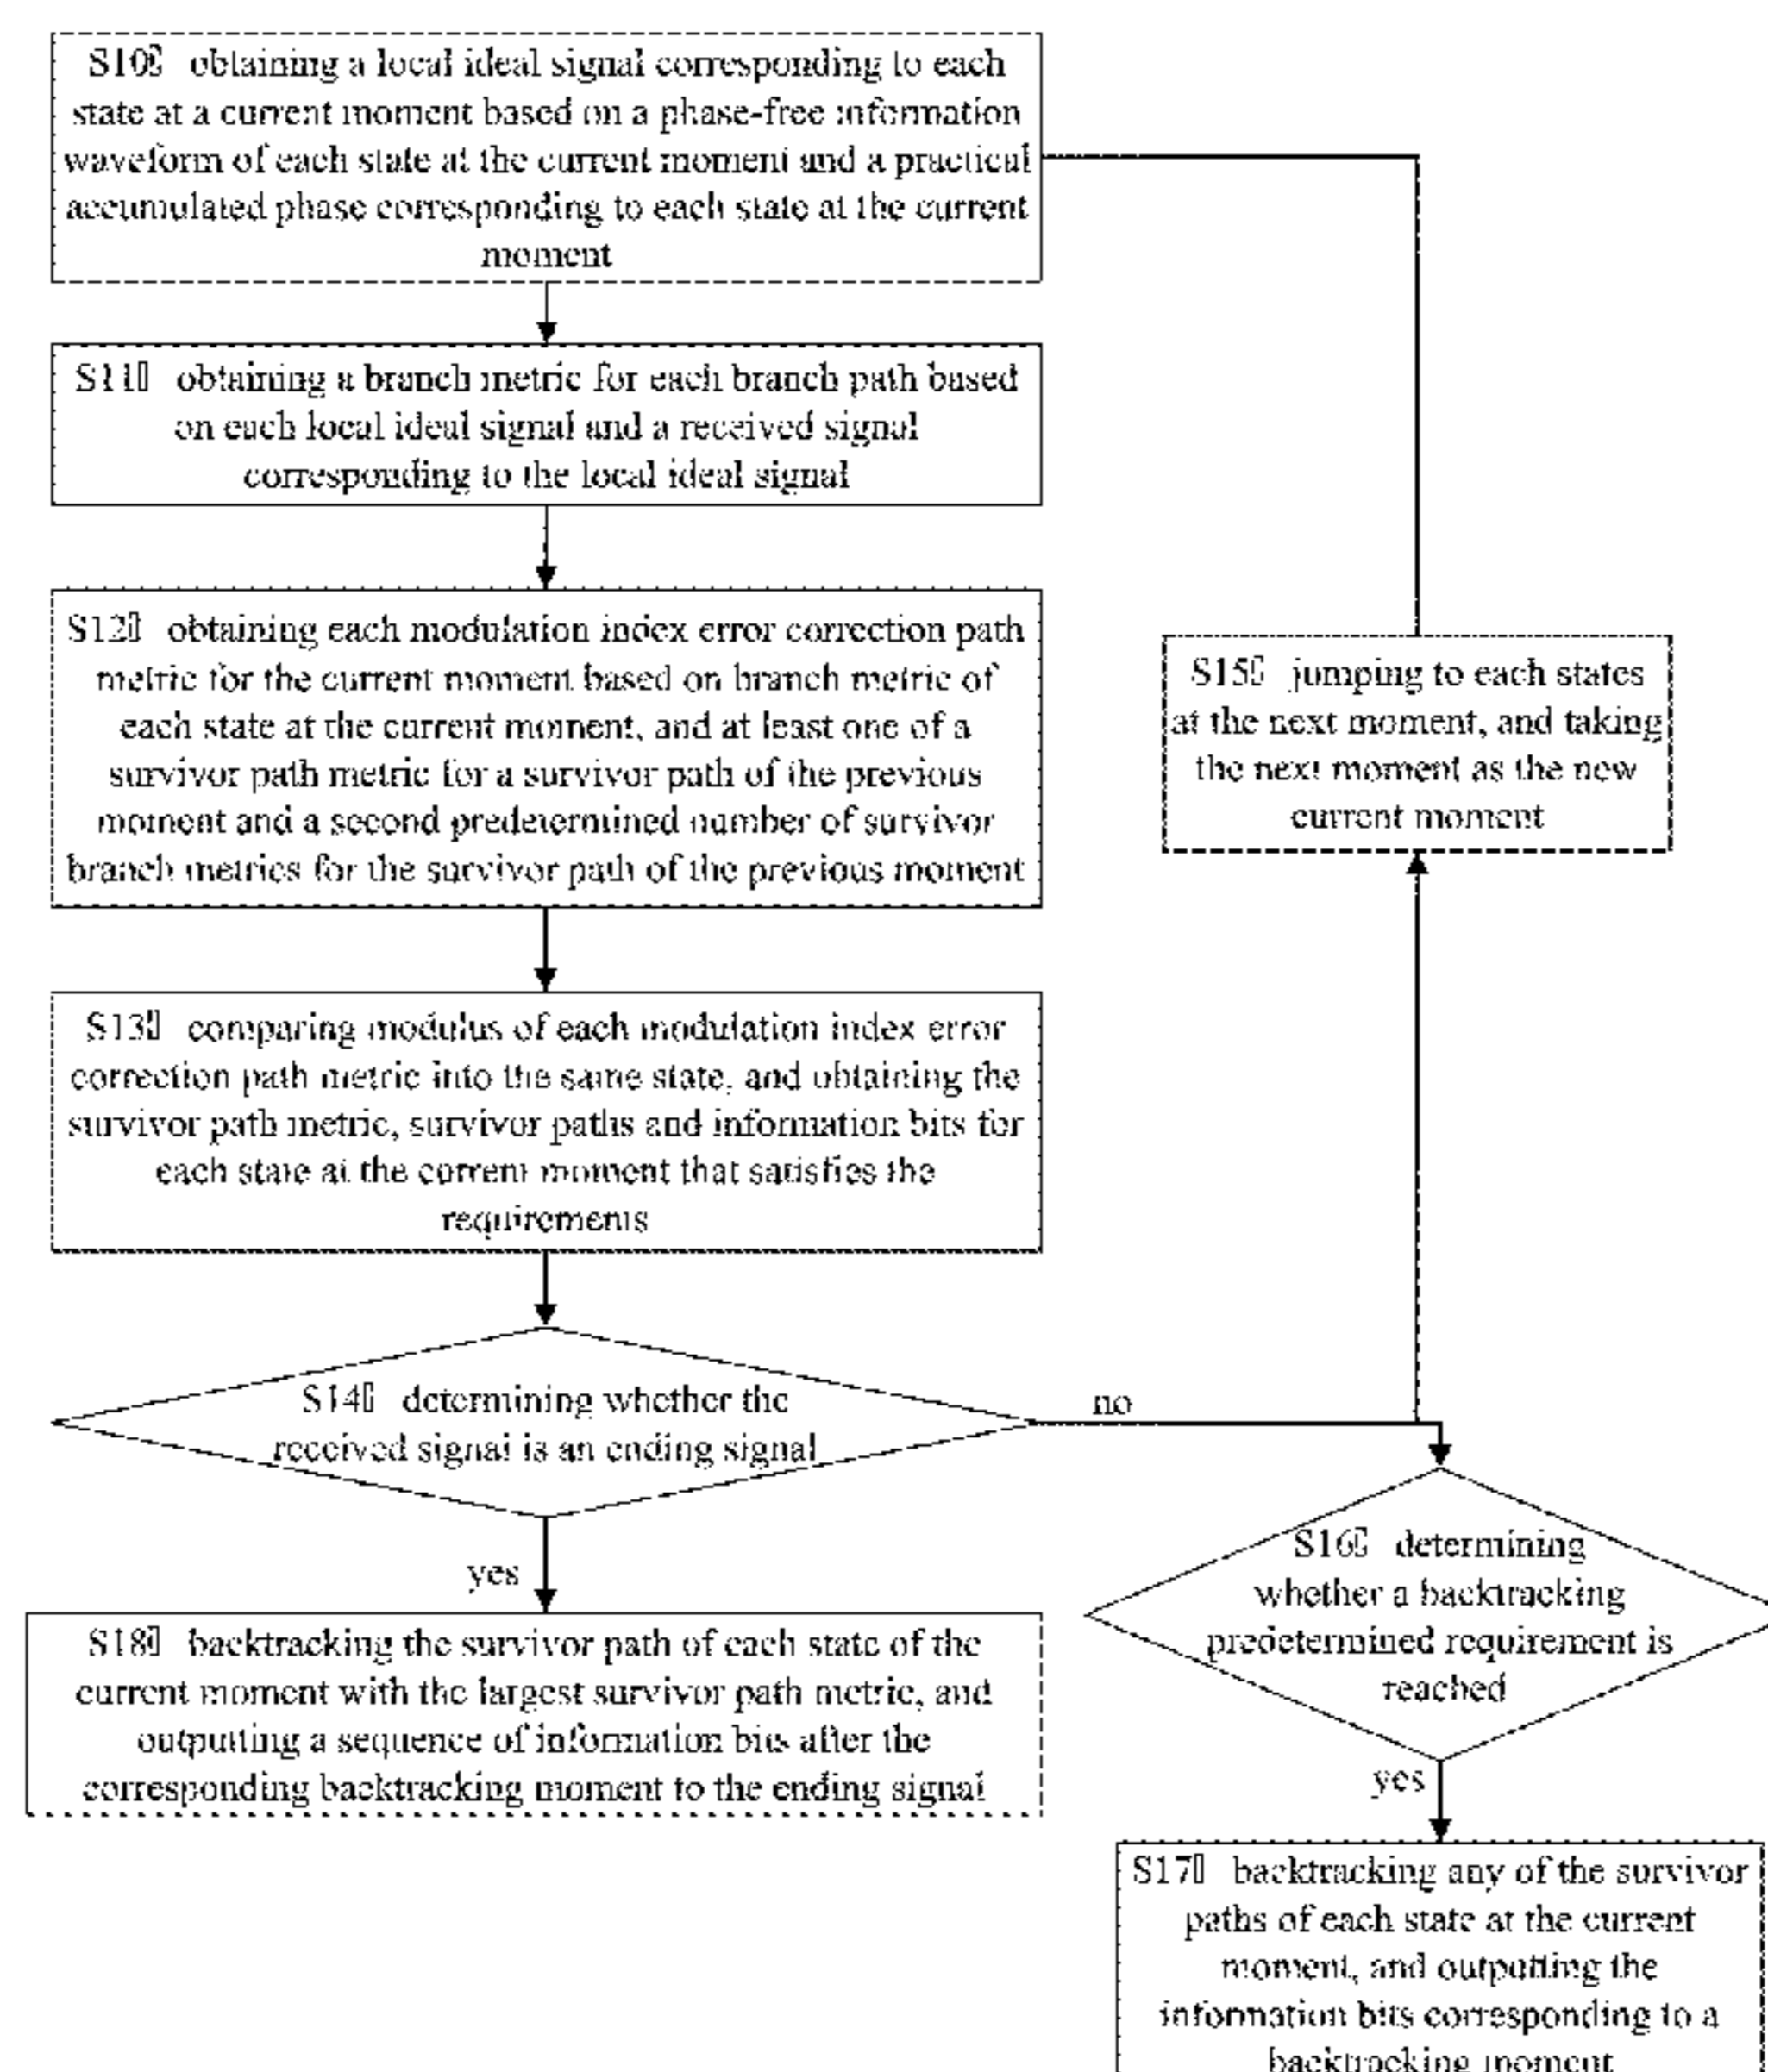 S10 obtaining a local ideal signal corresponding to each
state at a current moment based on a phase-free information
waveform of each state at the current moment and a practical
accumulated phase corresponding to each state at the current
moment
S11 obtaining a branch metric for each branch path based
on each local ideal signal and a received signal
corresponding to the local ideal signal
S12 obtaining each modulation index error correction path
metric for the current moment based on branch metric of
each state at the current moment, and at least one of a
survivor path metric for a survivor path of the previous
moment and a second predetermined number of survivor
branch metrics for the survivor path of the previous moment
S15 jumping to each states
at the next moment, and taking
the next moment as the new
current moment
S13 comparing modulus of each modulation index error
correction path metric into the same state, and obtaining the
survivor path metric, survivor paths and information bits for
each state at the current moment that satisfies the
requirements
S14 determining whether the
received signal is an ending signal
no
yes
S16 determining
whether a backtracking
predetermined requirement is
reached
yes
S18 backtracking the survivor path of each state of the
current moment with the largest survivor path metric, and
outputting a sequence of information bits after the
corresponding backtracking moment to the ending signal
S17 backtracking any of the survivor
paths of each state at the current
moment, and outputting the
information bits corresponding to a
backtracking moment